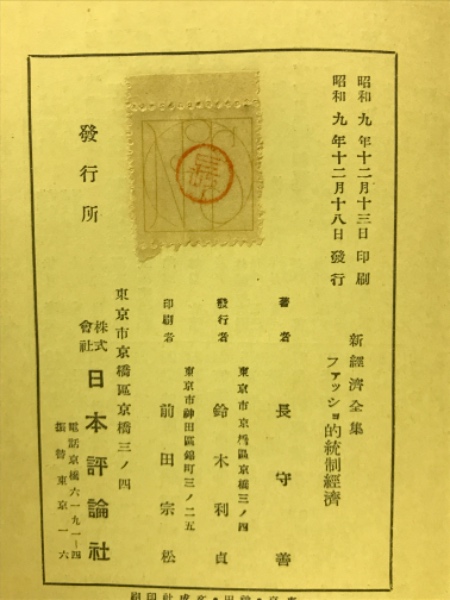 昭和九年十二月十三日印刷
昭和九年十二月十八日發行
新經濟全集
ファッショ的統制經濟
著者 長守善
東京市京橋區京橋三ノ四
發行者 鈴木利貞
東京市神田區錦町三ノ二五
印刷者 前田宗松
東京市京橋區京橋三ノ四
發行所 株式會社 日本評論社
電話京橋六一九一―四
振替東京一六